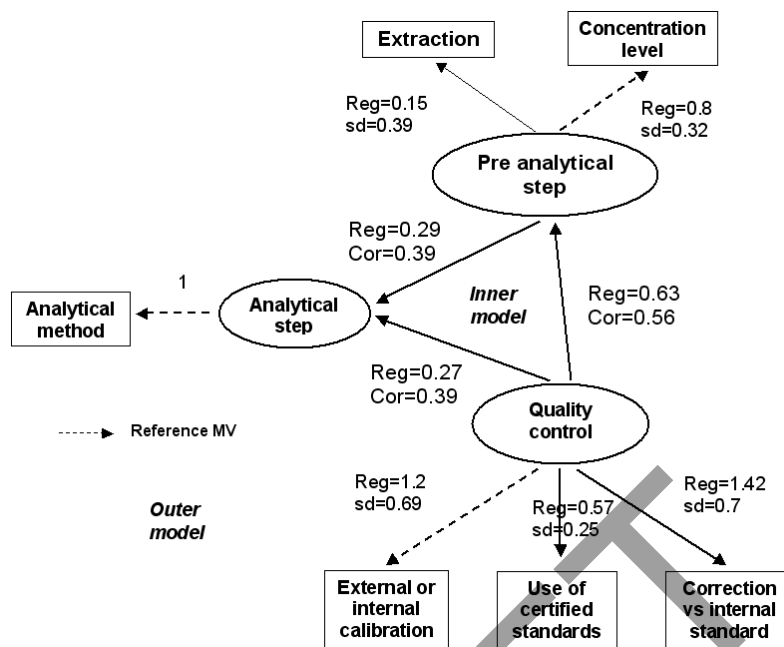 Extraction
Concentration
level
Reg=0.15
sd=0.39
Reg=0.8
sd=0.32
Pre analytical
step
Reg=0.29
Cor=0.39
1
Analytical
method
Analytical
step
Inner
model
Reg=0.63
Cor=0.56
Reg=0.27
Cor=0.39
Quality
control
Reference MV
Outer
model
Reg=1.2
sd=0.69
Reg=0.57
sd=0.25
Reg=1.42
sd=0.7
External or
internal
calibration
Use of
certified
standards
Correction
vs internal
standard